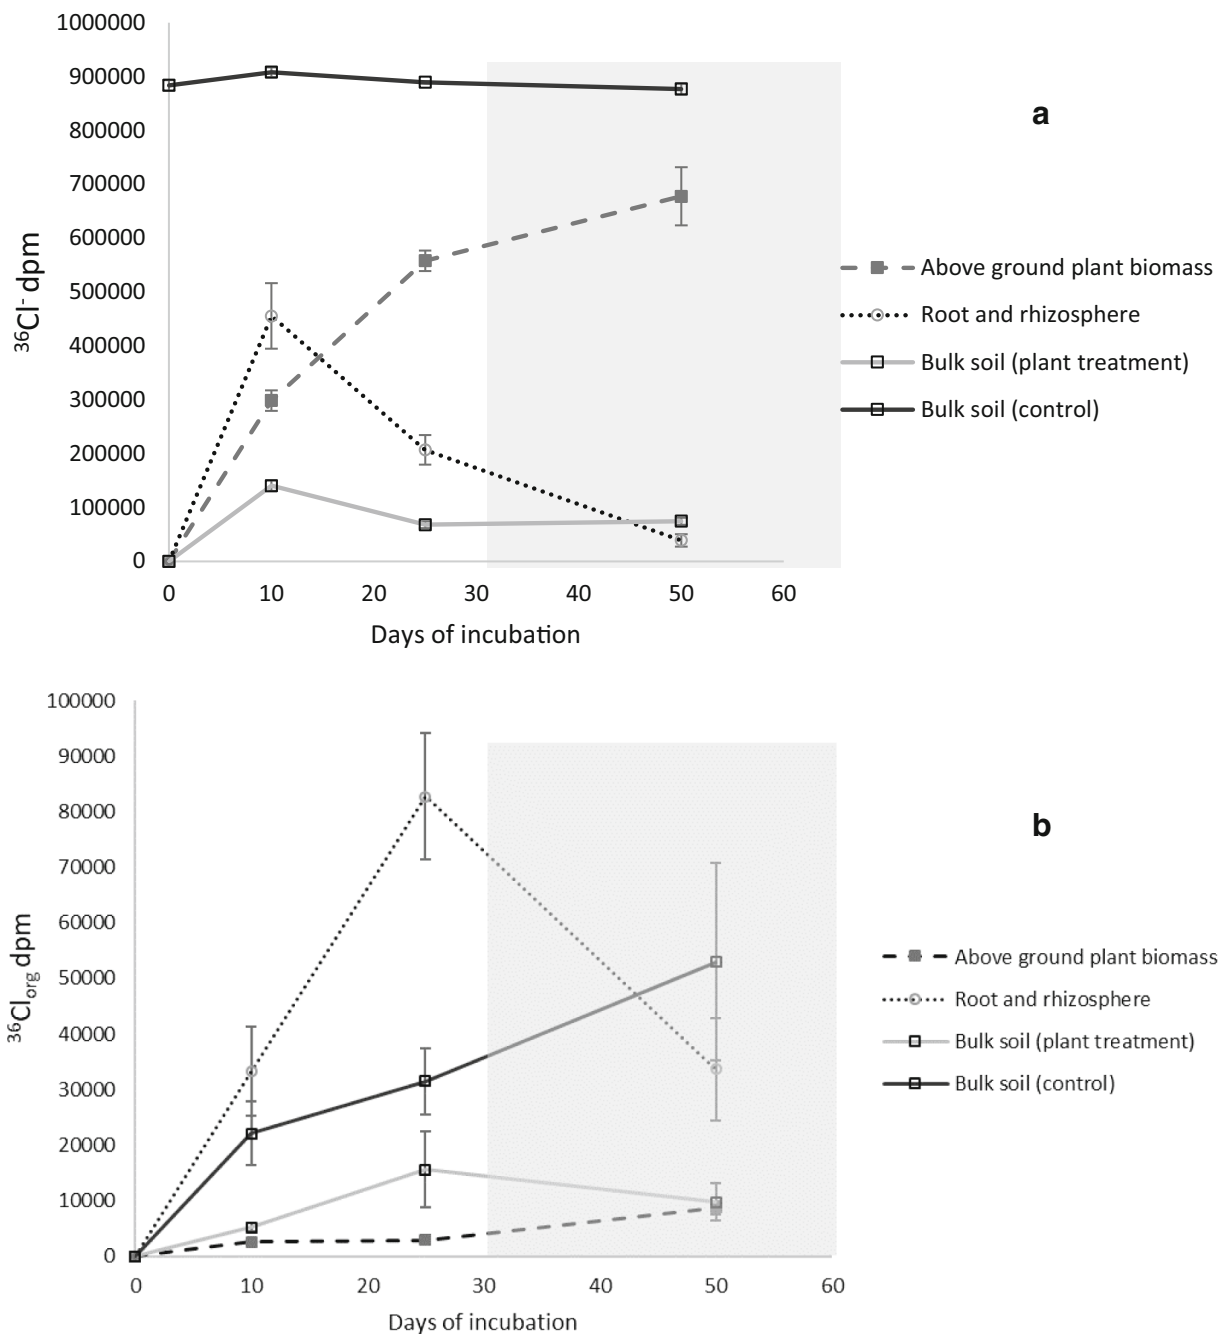 1000000
900000
800000
700000
600000
500000
400000
300000
200000
100000
0
³⁶Cl⁻ dpm
0 10 20 30 40 50 60
Days of incubation
a
Above ground plant biomass
Root and rhizosphere
Bulk soil (plant treatment)
Bulk soil (control)
100000
90000
80000
70000
60000
50000
40000
30000
20000
10000
0
³⁶Cl_org dpm
0 10 20 30 40 50 60
Days of incubation
b
Above ground plant biomass
Root and rhizosphere
Bulk soil (plant treatment)
Bulk soil (control)